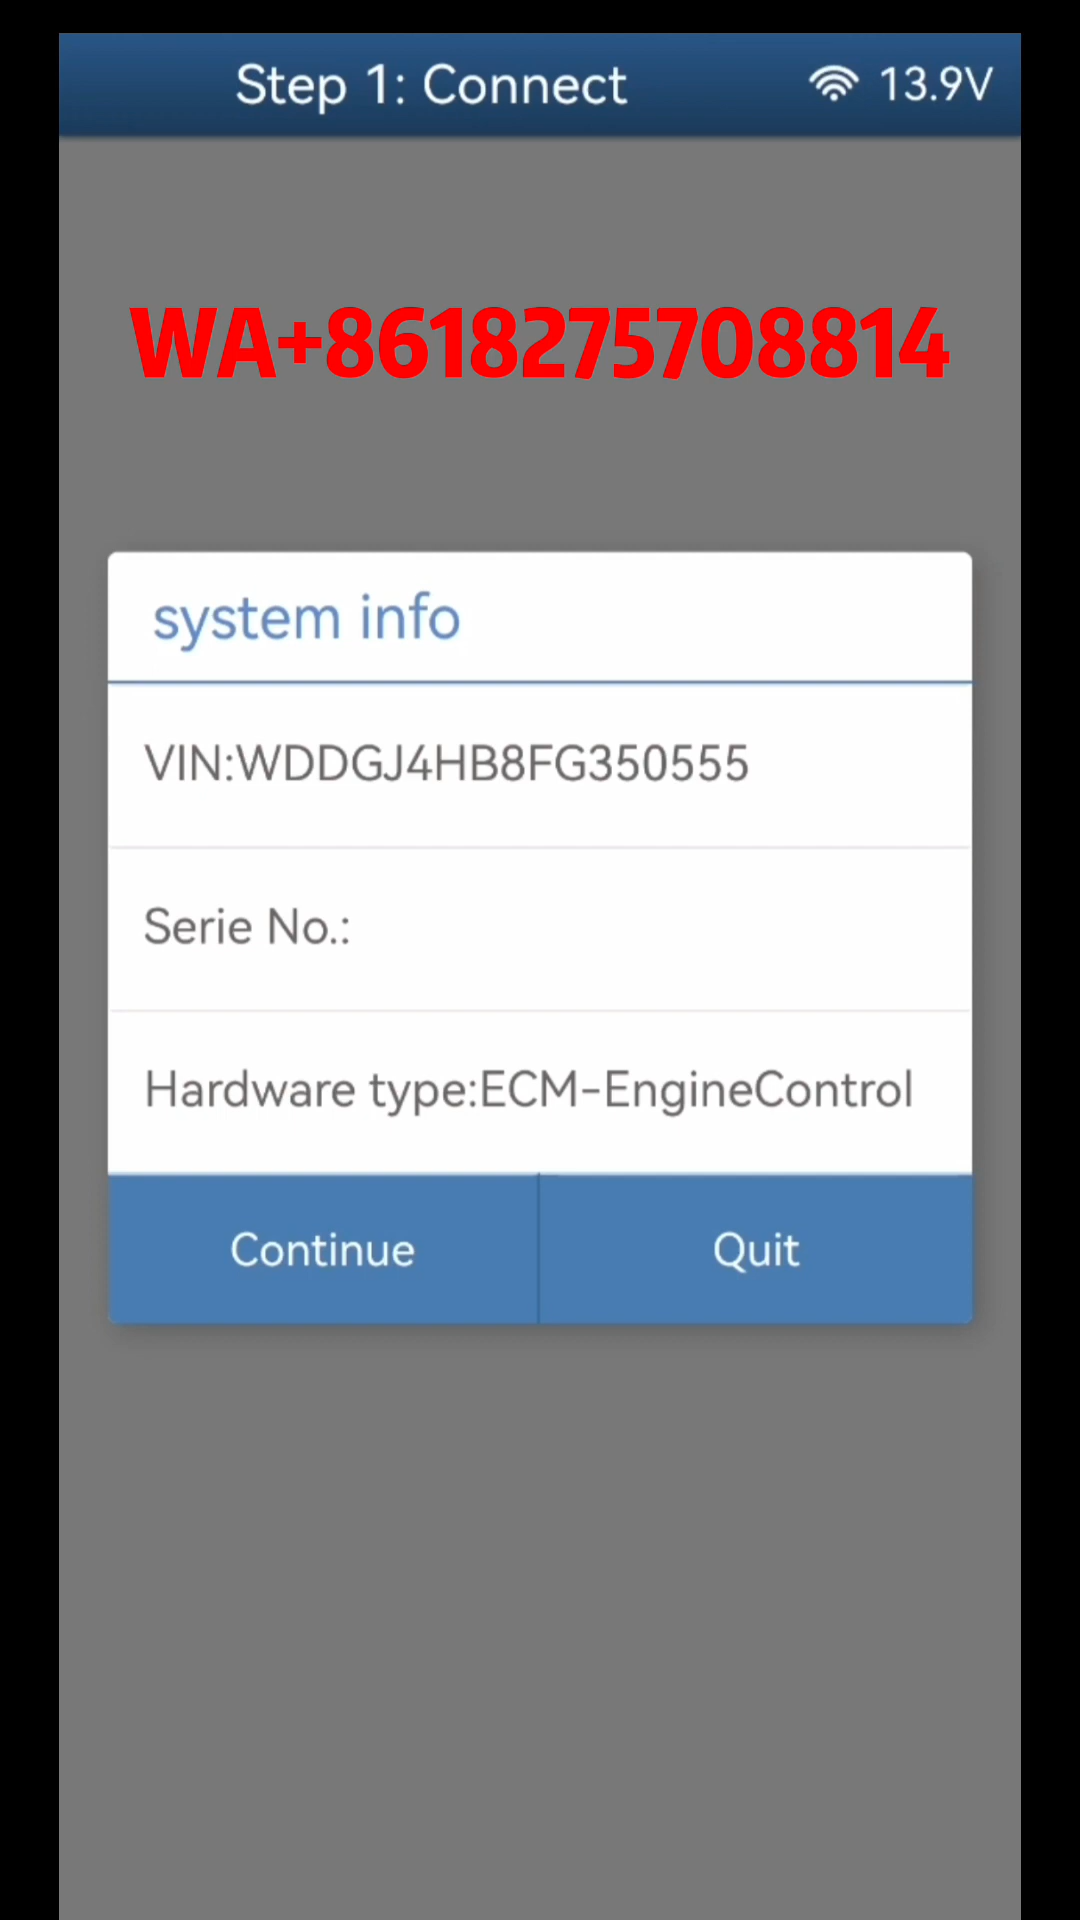 Step 1: Connect 13.9V
WA+8618275708814
system info
VIN:WDDGJ4HB8FG350555
Serie No.:
Hardware type:ECM-EngineControl
Continue Quit